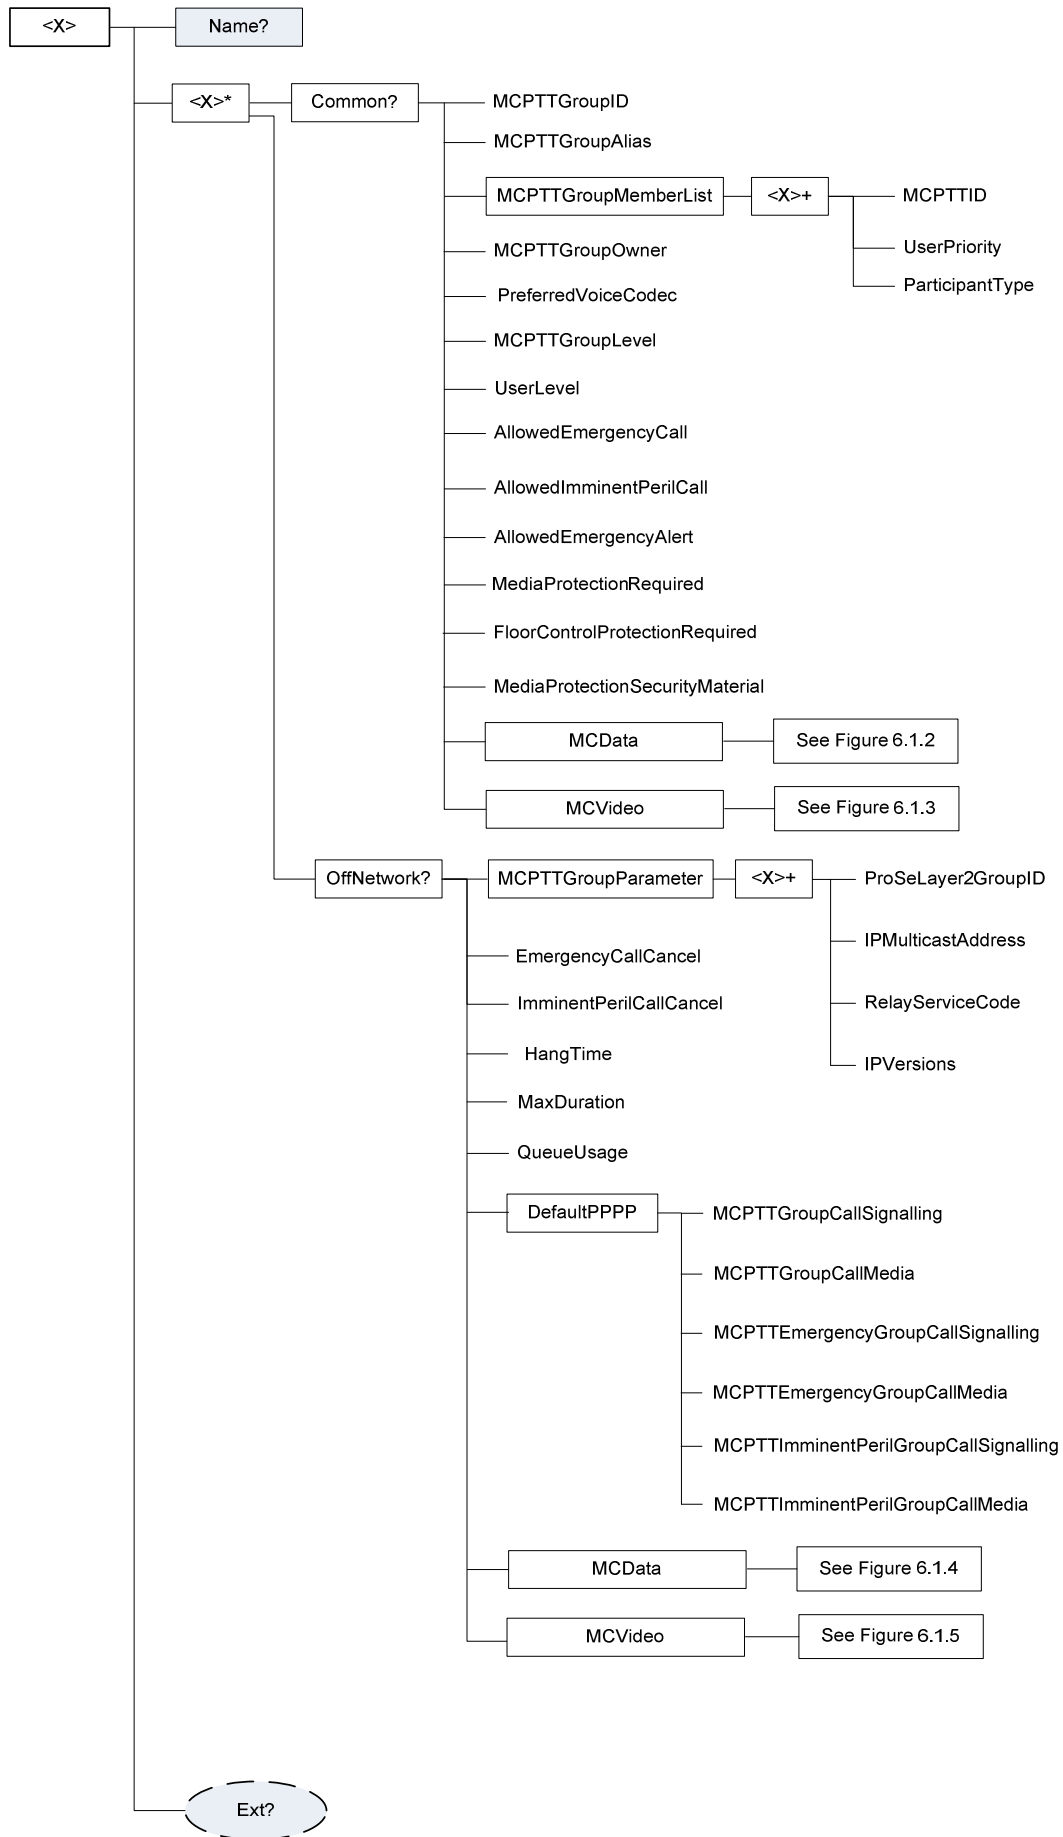 <X>
Name?
<X>*
Common?
MCPTTGroupID
MCPTTGroupAlias
MCPTTGroupMemberList
<X>+
MCPTTID
UserPriority
ParticipantType
MCPTTGroupOwner
PreferredVoiceCodec
MCPTTGroupLevel
UserLevel
AllowedEmergencyCall
AllowedImminentPerilCall
AllowedEmergencyAlert
MediaProtectionRequired
FloorControlProtectionRequired
MediaProtectionSecurityMaterial
MCData
See Figure 6.1.2
MCVideo
See Figure 6.1.3
OffNetwork?
MCPTTGroupParameter
<X>+
ProSeLayer2GroupID
IPMulticastAddress
RelayServiceCode
IPVersions
EmergencyCallCancel
ImminentPerilCallCancel
HangTime
MaxDuration
QueueUsage
DefaultPPPP
MCPTTGroupCallSignalling
MCPTTGroupCallMedia
MCPTTEmergencyGroupCallSignalling
MCPTTEmergencyGroupCallMedia
MCPTTImminentPerilGroupCallSignalling
MCPTTImminentPerilGroupCallMedia
MCData
See Figure 6.1.4
MCVideo
See Figure 6.1.5
Ext?